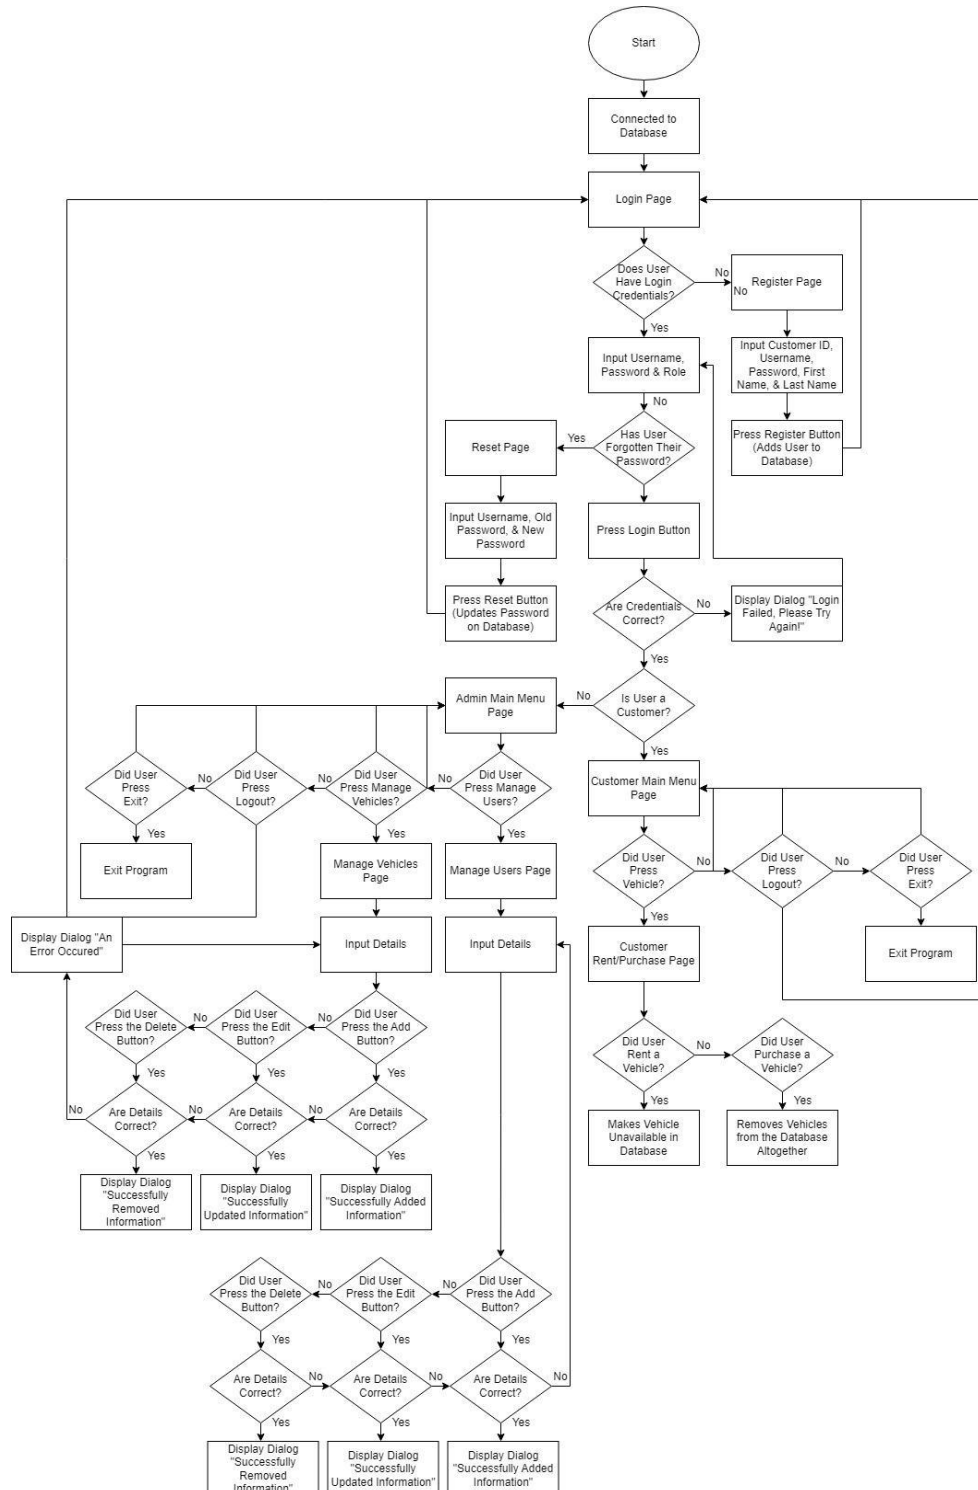 Start
Connected to
Database
Login Page
Does User
Have Login
Credentials?
No
No
Register Page
Yes
Input Username,
Password & Role
Input Customer ID,
Username,
Password, First
Name, & Last Name
No
Has User
Forgotten Their
Password?
Yes
Reset Page
Press Register Button
(Adds User to
Database)
Input Username, Old
Password, & New
Password
Press Login Button
Press Reset Button
(Updates Password
on Database)
Are Credentials
Correct?
No
Display Dialog "Login
Failed, Please Try
Again!"
Yes
Is User a
Customer?
No
Admin Main Menu
Page
Yes
Customer Main Menu
Page
Did User
Press
Exit?
No
Did User
Press
Logout?
No
Did User
Press Manage
Vehicles?
No
Did User
Press Manage
Users?
Yes
Yes
Yes
Exit Program
Manage Vehicles
Page
Manage Users Page
Did User
Press
Vehicle?
No
Did User
Press
Logout?
No
Did User
Press
Exit?
Yes
Yes
Customer
Rent/Purchase Page
Exit Program
Display Dialog "An
Error Occured"
Input Details
Input Details
Did User
Press the Delete
Button?
No
Did User
Press the Edit
Button?
No
Did User
Press the Add
Button?
Yes
Yes
Yes
Did User
Rent a
Vehicle?
No
Did User
Purchase a
Vehicle?
Yes
Yes
No
Are Details
Correct?
No
Are Details
Correct?
No
Are Details
Correct?
Yes
Yes
Yes
Makes Vehicle
Unavailable in
Database
Removes Vehicles
from the Database
Altogether
Display Dialog
"Successfully
Removed
Information"
Display Dialog
"Successfully
Updated Information"
Display Dialog
"Successfully Added
Information"
Did User
Press the Delete
Button?
No
Did User
Press the Edit
Button?
No
Did User
Press the Add
Button?
Yes
Yes
Yes
Are Details
Correct?
No
Are Details
Correct?
No
Are Details
Correct?
No
Yes
Yes
Yes
Display Dialog
"Successfully
Removed
Information"
Display Dialog
"Successfully
Updated Information"
Display Dialog
"Successfully Added
Information"